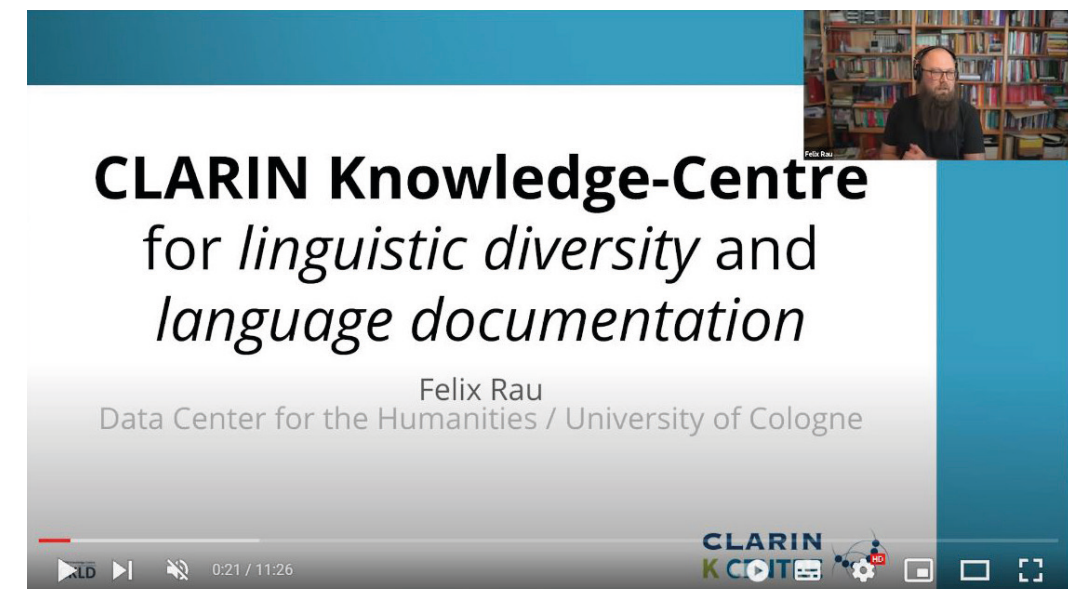 Felix Rau
CLARIN Knowledge-Centre
for linguistic diversity and
language documentation
Felix Rau
Data Center for the Humanities / University of Cologne
CLARIN
HD
0:21 / 11:26